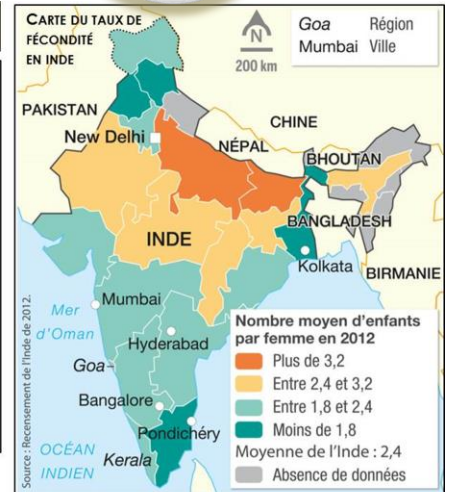 CARTE DU TAUX DE
FÉCONDITÉ
EN INDE
N
200 km
Goa Région
Mumbai Ville
PAKISTAN
CHINE
New Delhi
NÉPAL
BHOUTAN
BANGLADESH
INDE
Kolkata
BIRMANIE
Mer
d'Oman
Mumbai
Hyderabad
Goa
Bangalore
Pondichéry
Kerala
OCÉAN
INDIEN
Nombre moyen d'enfants
par femme en 2012
Plus de 3,2
Entre 2,4 et 3,2
Entre 1,8 et 2,4
Moins de 1,8
Moyenne de l'Inde : 2,4
Absence de données
Source : Recensement de l'Inde de 2012.